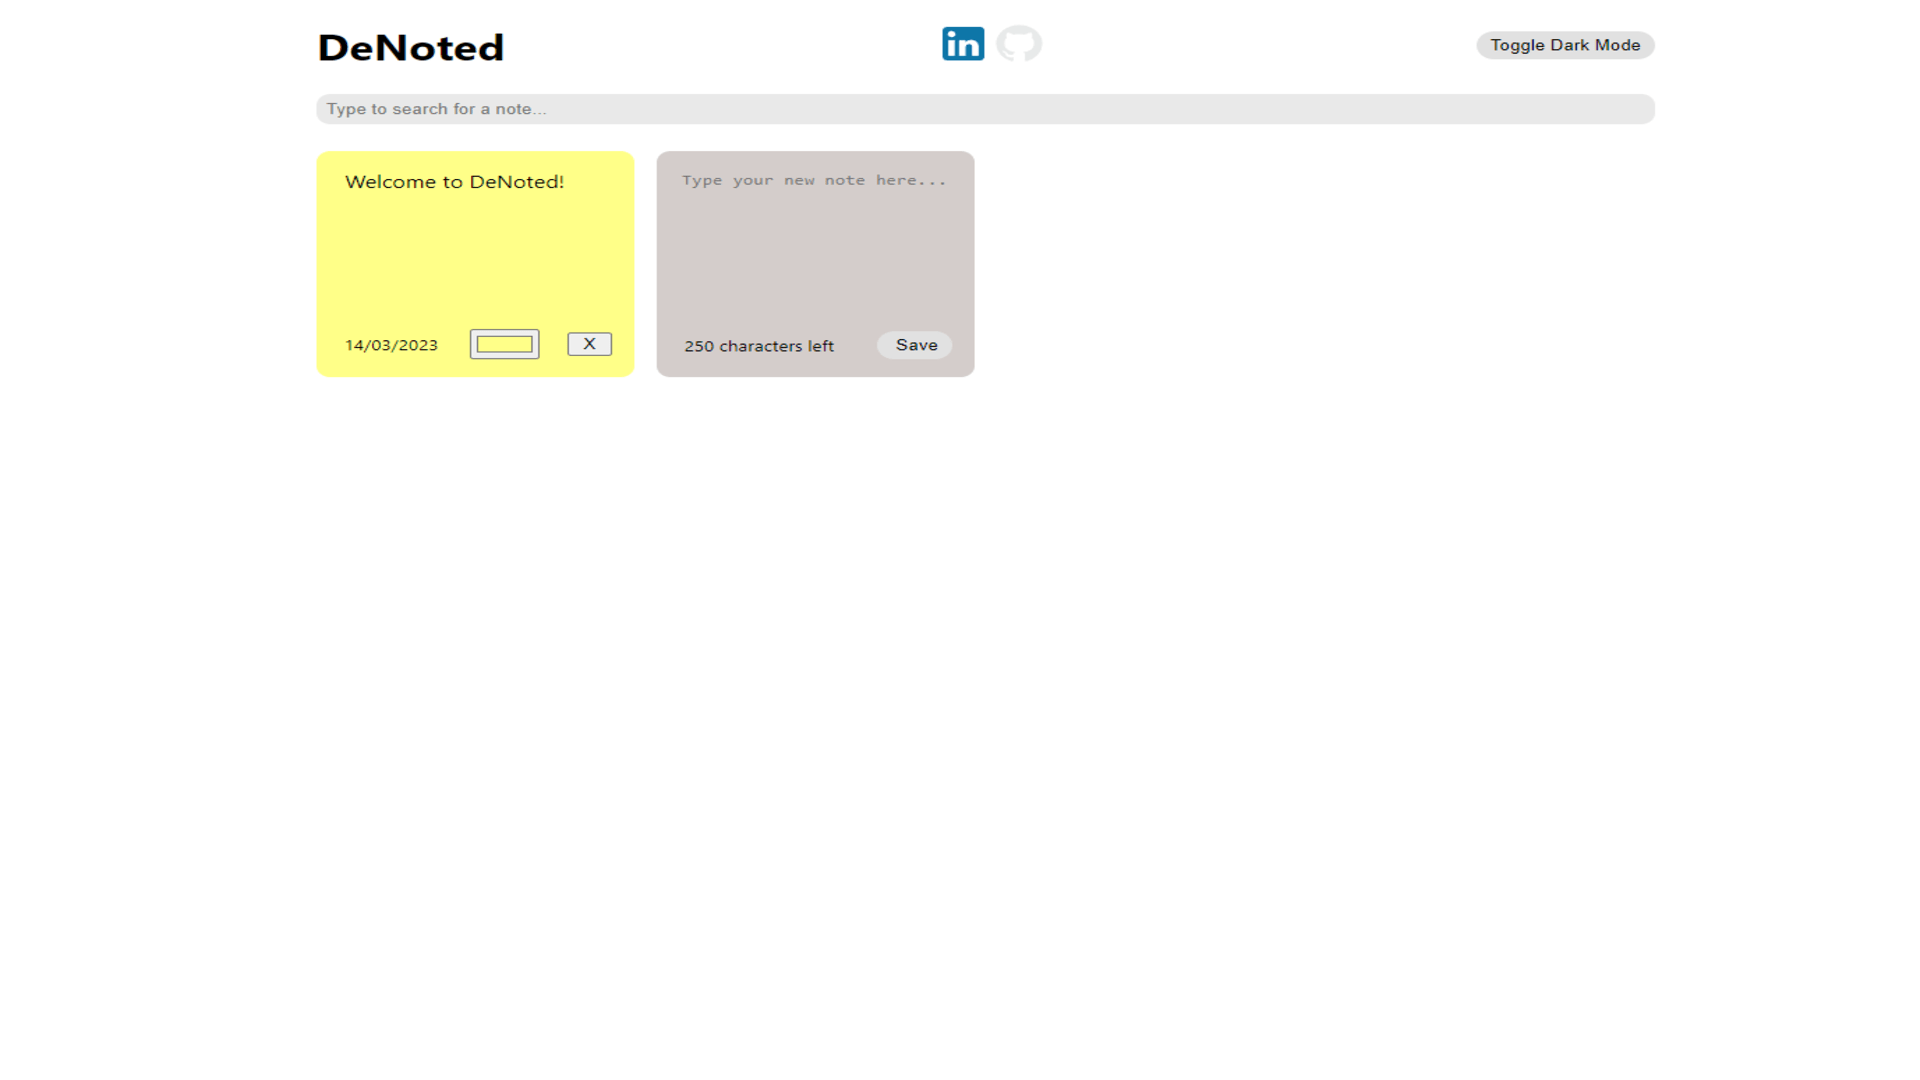 DeNoted
in
Toggle Dark Mode
Type to search for a note...
Welcome to DeNoted!
14/03/2023
X
Type your new note here...
250 characters left
Save